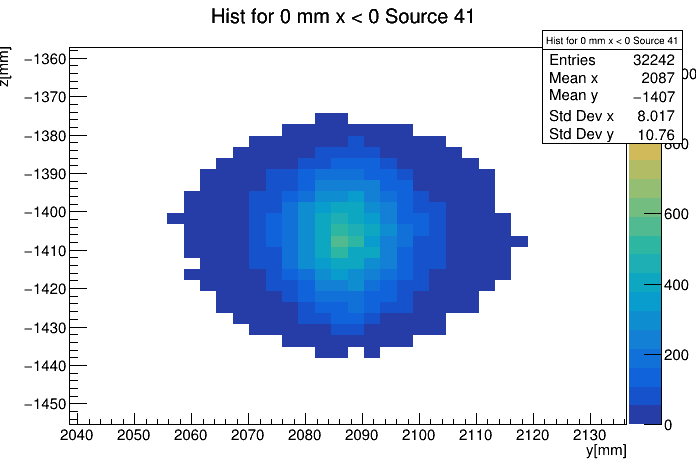 Hist for 0 mm x < 0 Source 41
z[mm]
Hist for 0 mm x < 0 Source 41
Entries 32242
Mean x 2087
Mean y −1407
Std Dev x 8.017
Std Dev y 10.76
−1360
−1370
−1380
−1390
−1400
−1410
−1420
−1430
−1440
−1450
800
600
400
200
0
2040 2050 2060 2070 2080 2090 2100 2110 2120 2130
y[mm]